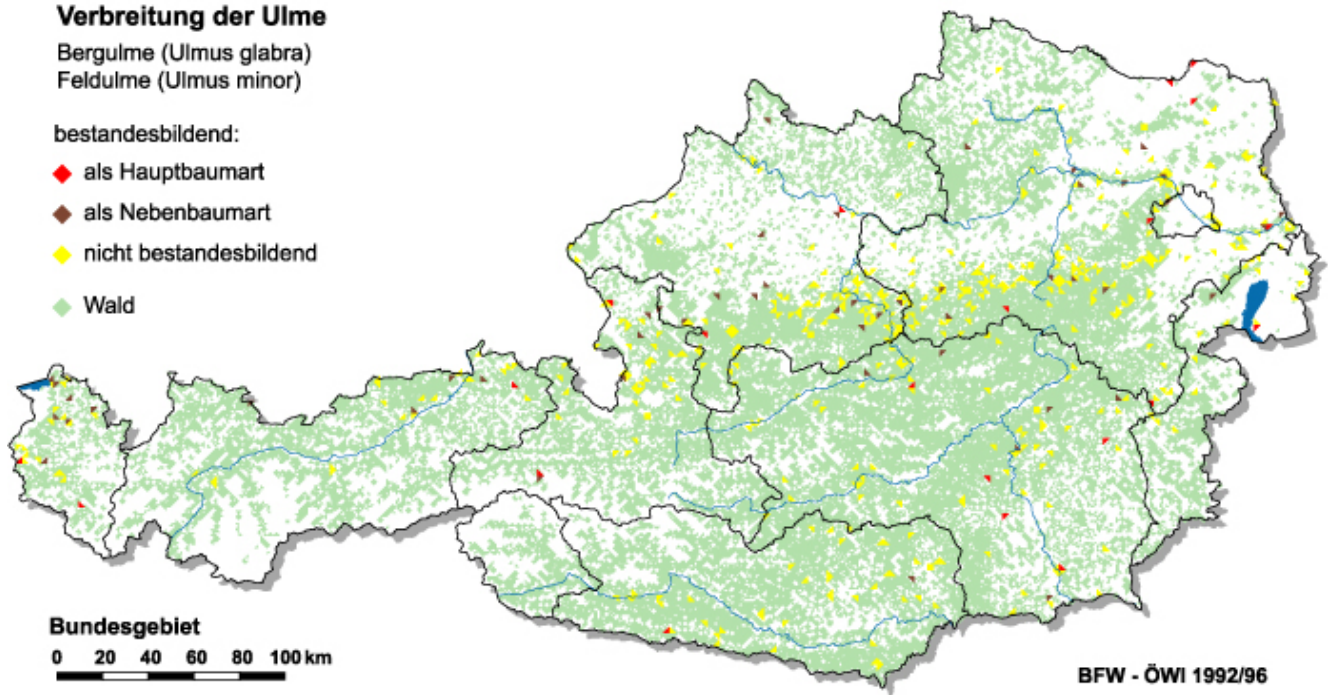 Verbreitung der Ulme
Bergulme (Ulmus glabra)
Feldulme (Ulmus minor)
bestandesbildend:
als Hauptbaumart
als Nebenbaumart
nicht bestandesbildend
Wald
Bundesgebiet
0 20 40 60 80 100 km
BFW - ÖWI 1992/96